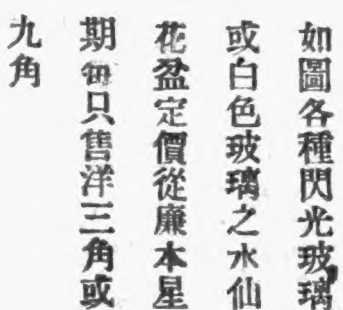 如圖各種閃光玻璃
或白色玻璃之水仙
花盆定價從廉本星
期每只售洋三角或
九角